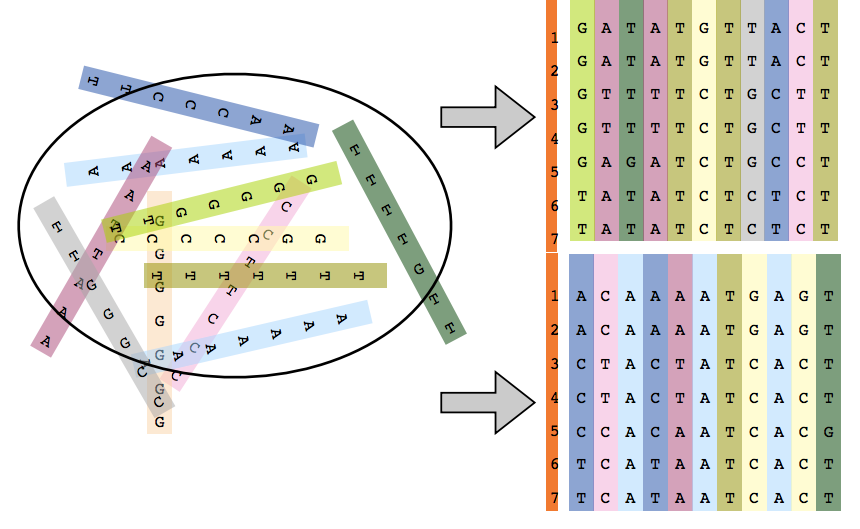 T T C C C A A
A A A A A A A
A A T T A A A
T T G G G G G
C C C C C G G
T T T T T T T
T T T T G T T
T T G G G C C
G G G G G G G
C C T T C C C
A A A A A A A
1 G A T A T G T T A C T
2 G A T A T G T T A C T
3 G T T T T C T G C T T
4 G T T T T C T G C T T
5 G A G A T C T G C C T
6 T A T A T C T C T C T
7 T A T A T C T C T C T
1 A C A A A A T G A G T
2 A C A A A A T G A G T
3 C T A C T A T C A C T
4 C T A C T A T C A C T
5 C C A C A A T C A C G
6 T C A T A A T C A C T
7 T C A T A A T C A C T